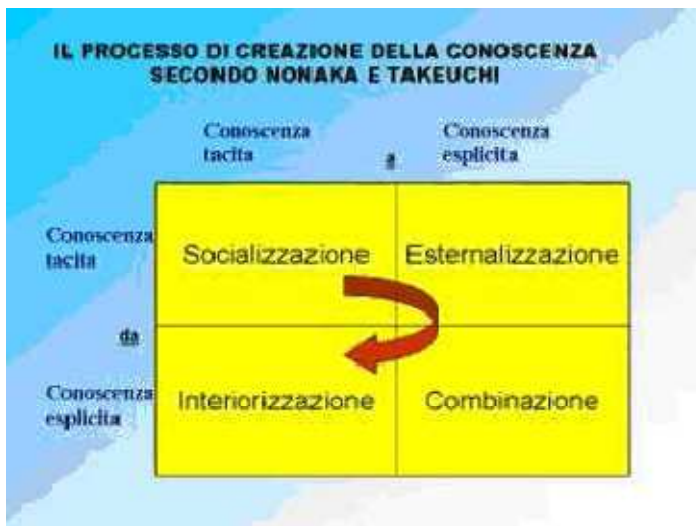 IL PROCESSO DI CREAZIONE DELLA CONOSCENZA
SECONDO NONAKA E TAKEUCHI
Conoscenza
tacita
a
Conoscenza
esplicita
Conoscenza
tacita
Socializzazione
Esternalizzazione
da
Conoscenza
esplicita
Interiorizzazione
Combinazione